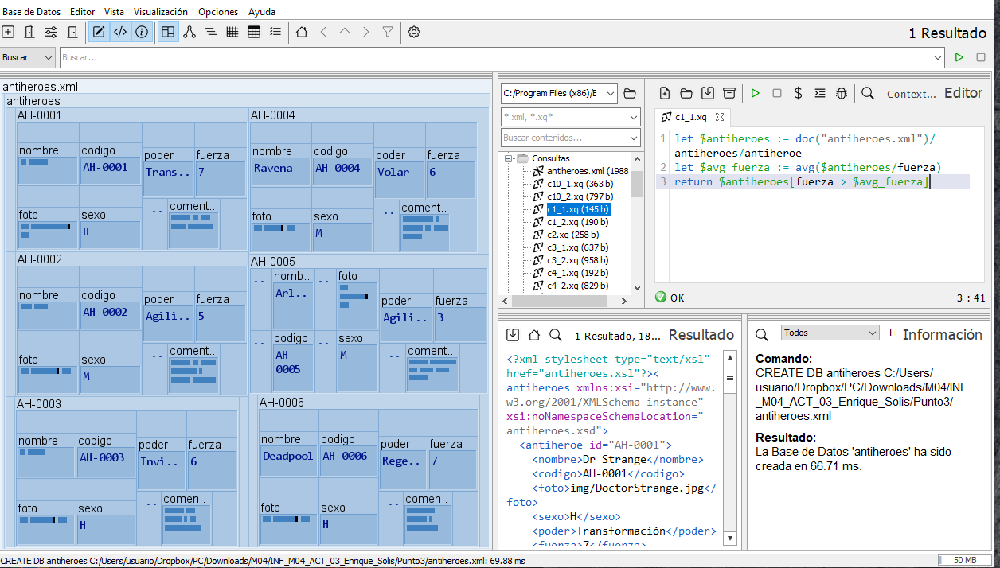 Base de Datos Editor Vista Visualización Opciones Ayuda
1 Resultado
Buscar Buscar...
antiheroes.xml
antiheroes
AH-0001
nombre codigo poder fuerza
AH-0001 Trans.. 7
foto sexo .. coment..
H
AH-0004
nombre codigo poder fuerza
Ravena AH-0004 Volar 6
foto sexo .. coment..
M
AH-0002
nombre codigo poder fuerza
AH-0002 Agili.. 5
foto sexo .. coment..
M
AH-0005
.. nomb.. .. foto poder fuerza
Arl.. Agili.. 3
.. codigo .. sexo .. coment..
AH-
0005 M
AH-0003
nombre codigo poder fuerza
AH-0003 Invi.. 6
foto sexo .. comen..
H
AH-0006
nombre codigo poder fuerza
Deadpool AH-0006 Rege.. 7
foto sexo .. comen..
H
C:/Program Files (x86)/E
*.xml, *.xq*
Buscar contenidos...
Consultas
antiheroes.xml (1988
c10_1.xq (363 b)
c10_2.xq (797 b)
c1_1.xq (145 b)
c1_2.xq (190 b)
c2.xq (258 b)
c3_1.xq (637 b)
c3_2.xq (958 b)
c4_1.xq (192 b)
c4_2.xq (829 b)
Context... Editor
c1_1.xq
1 let $antiheroes := doc("antiheroes.xml")/
antiheroes/antiheroe
2 let $avg_fuerza := avg($antiheroes/fuerza)
3 return $antiheroes[fuerza > $avg_fuerza]
OK 3 : 41
1 Resultado, 18... Resultado
<?xml-stylesheet type="text/xsl"
href="antiheroes.xsl"?><
antiheroes xmlns:xsi="http://www.
w3.org/2001/XMLSchema-instance"
xsi:noNamespaceSchemaLocation="
antiheroes.xsd">
<antiheroe id="AH-0001">
<nombre>Dr Strange</nombre>
<codigo>AH-0001</codigo>
<foto>img/DoctorStrange.jpg</
foto>
<sexo>H</sexo>
<poder>Transformación</poder>
<fuerza>7</fuerza>
Todos T Información
Comando:
CREATE DB antiheroes C:/Users/
usuario/Dropbox/PC/Downloads/M04/INF
_M04_ACT_03_Enrique_Solis/Punto3/
antiheroes.xml
Resultado:
La Base de Datos 'antiheroes' ha sido
creada en 66.71 ms.
CREATE DB antiheroes C:/Users/usuario/Dropbox/PC/Downloads/M04/INF_M04_ACT_03_Enrique_Solis/Punto3/antiheroes.xml: 69.88 ms
50 MB